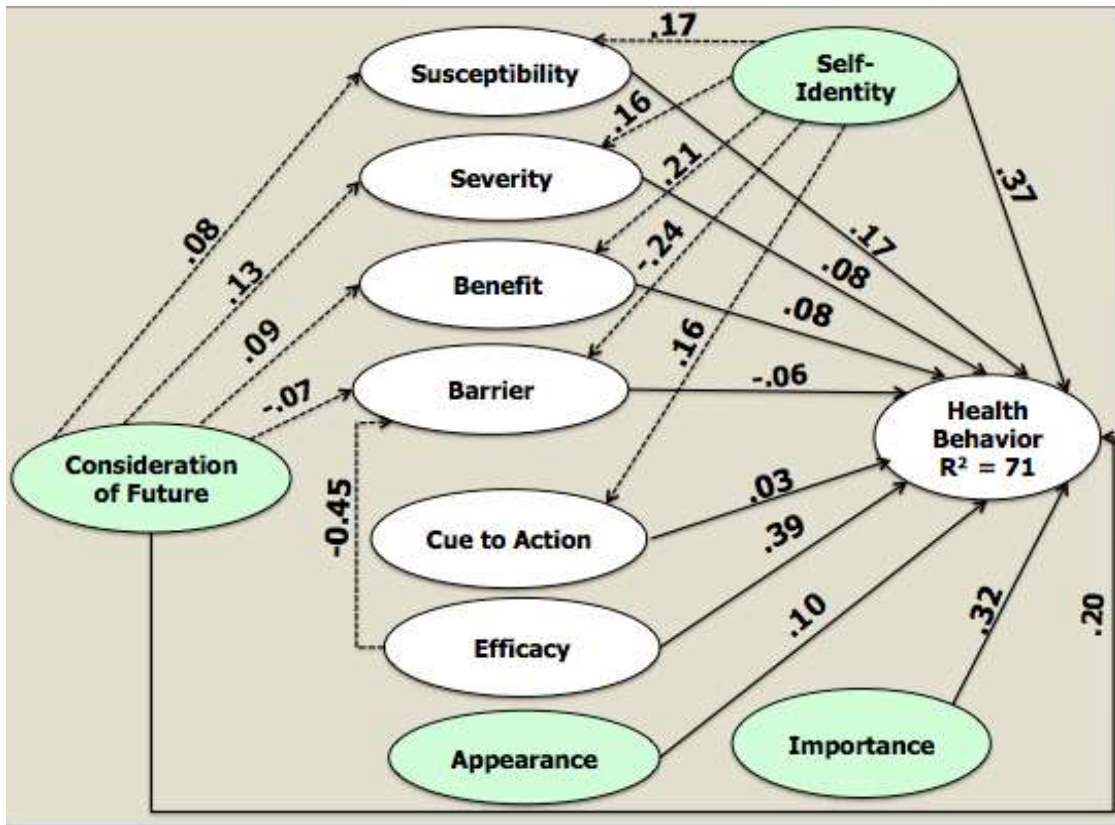 .17
Susceptibility
Self-
Identity
.16
Severity
.21
.37
.08
-.24
.17
.13
.08
Benefit
.09
.08
.16
-.07
Barrier
-.06
Health
Behavior
R² = 71
Consideration
of Future
-0.45
.03
Cue to Action
.39
.10
.32
.20
Efficacy
Appearance
Importance